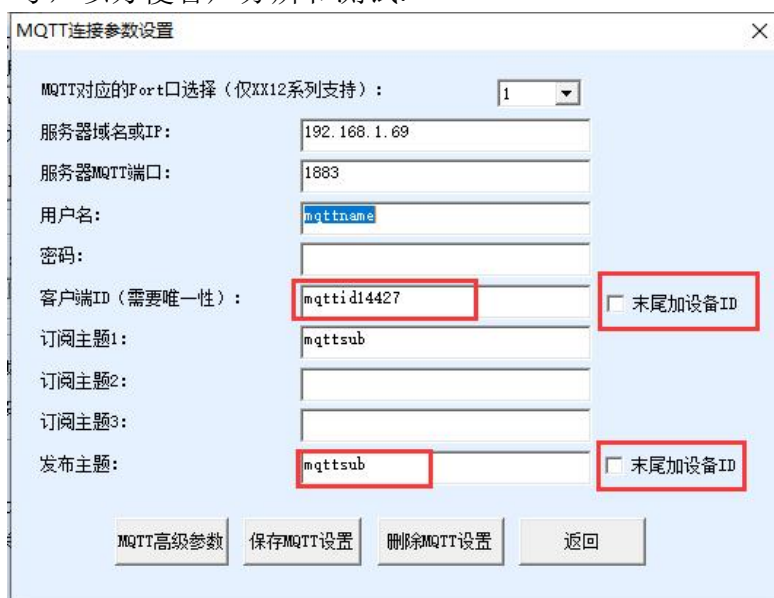 MQTT连接参数设置
MQTT对应的Port口选择（仅XX12系列支持）： 1
服务器域名或IP： 192.168.1.69
服务器MQTT端口： 1883
用户名： mqttname
密码：
客户端ID（需要唯一性）： mqttid14427 末尾加设备ID
订阅主题1： mqttsub
订阅主题2：
订阅主题3：
发布主题： mqttsub 末尾加设备ID
MQTT高级参数 保存MQTT设置 删除MQTT设置 返回